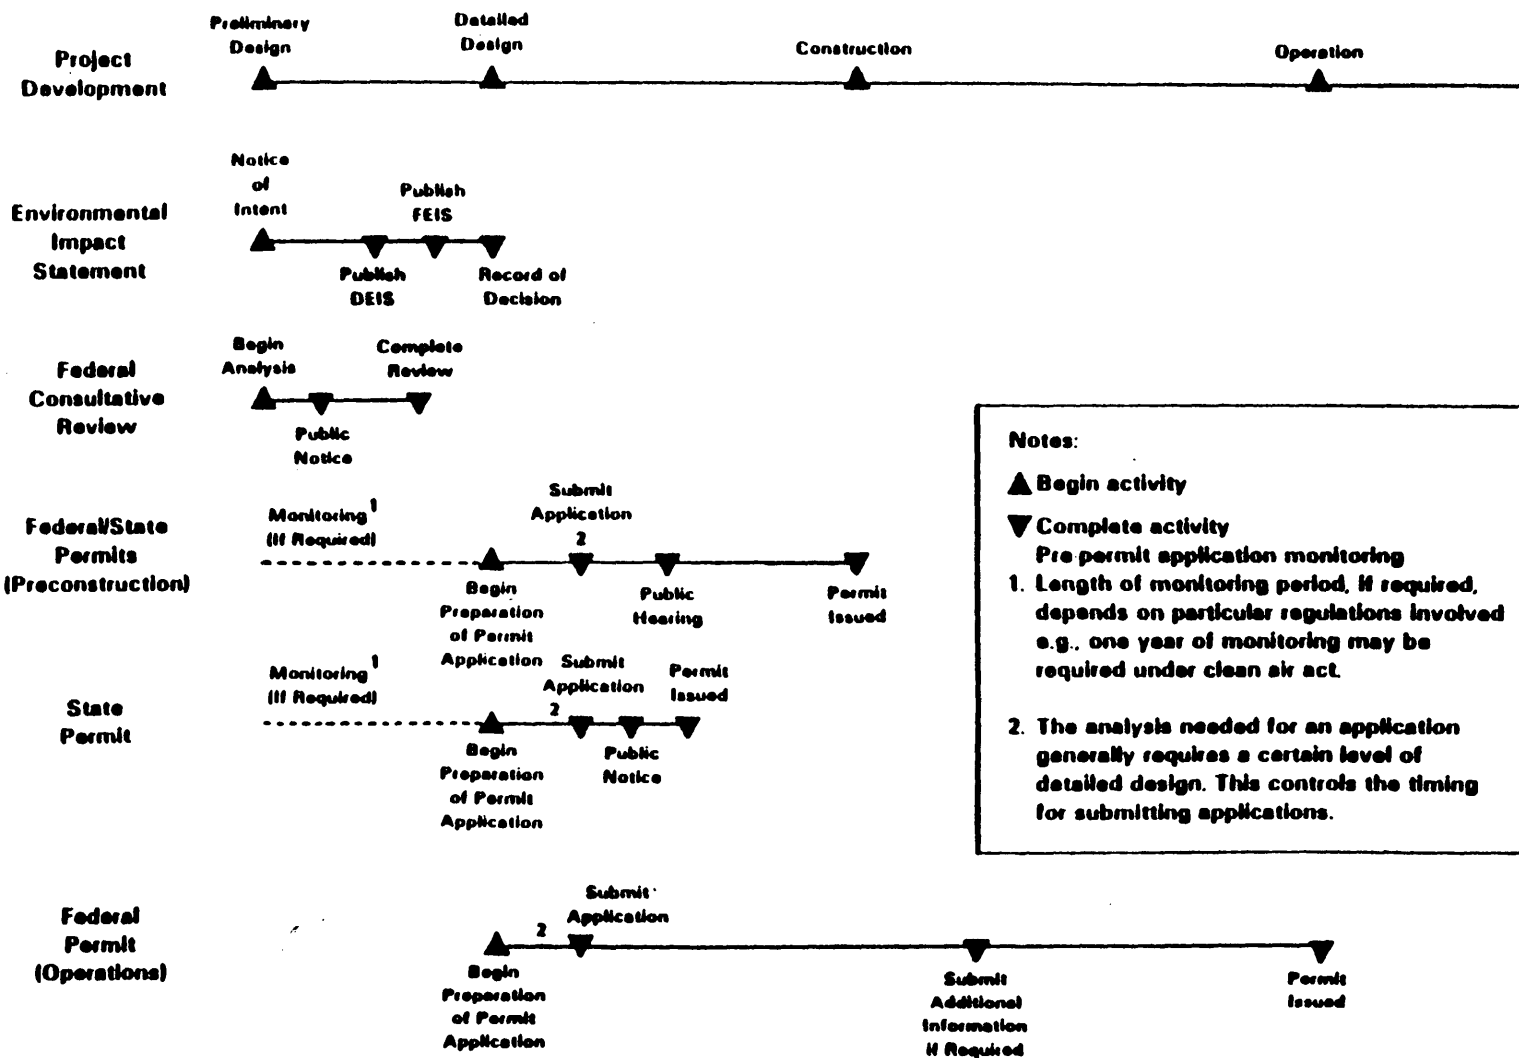 Preliminary
Design
Detailed
Design
Construction
Operation
Project
Development
Notice
of
Intent
Publish
FEIS
Environmental
Impact
Statement
Publish
DEIS
Record of
Decision
Begin
Analysis
Complete
Review
Federal
Consultative
Review
Public
Notice
Federal/State
Permits
(Preconstruction)
Monitoring 1
(If Required)
Submit
Application
2
Begin
Preparation
of Permit
Application
Public
Hearing
Permit
Issued
State
Permit
Monitoring 1
(If Required)
Submit
Application
2
Permit
Issued
Begin
Preparation
of Permit
Application
Public
Notice
Federal
Permit
(Operations)
2
Submit
Application
Begin
Preparation
of Permit
Application
Submit
Additional
Information
if Required
Permit
Issued
Notes:
Begin activity
Complete activity
Pre permit application monitoring
1. Length of monitoring period, if required,
depends on particular regulations involved
e.g., one year of monitoring may be
required under clean air act.
2. The analysis needed for an application
generally requires a certain level of
detailed design. This controls the timing
for submitting applications.